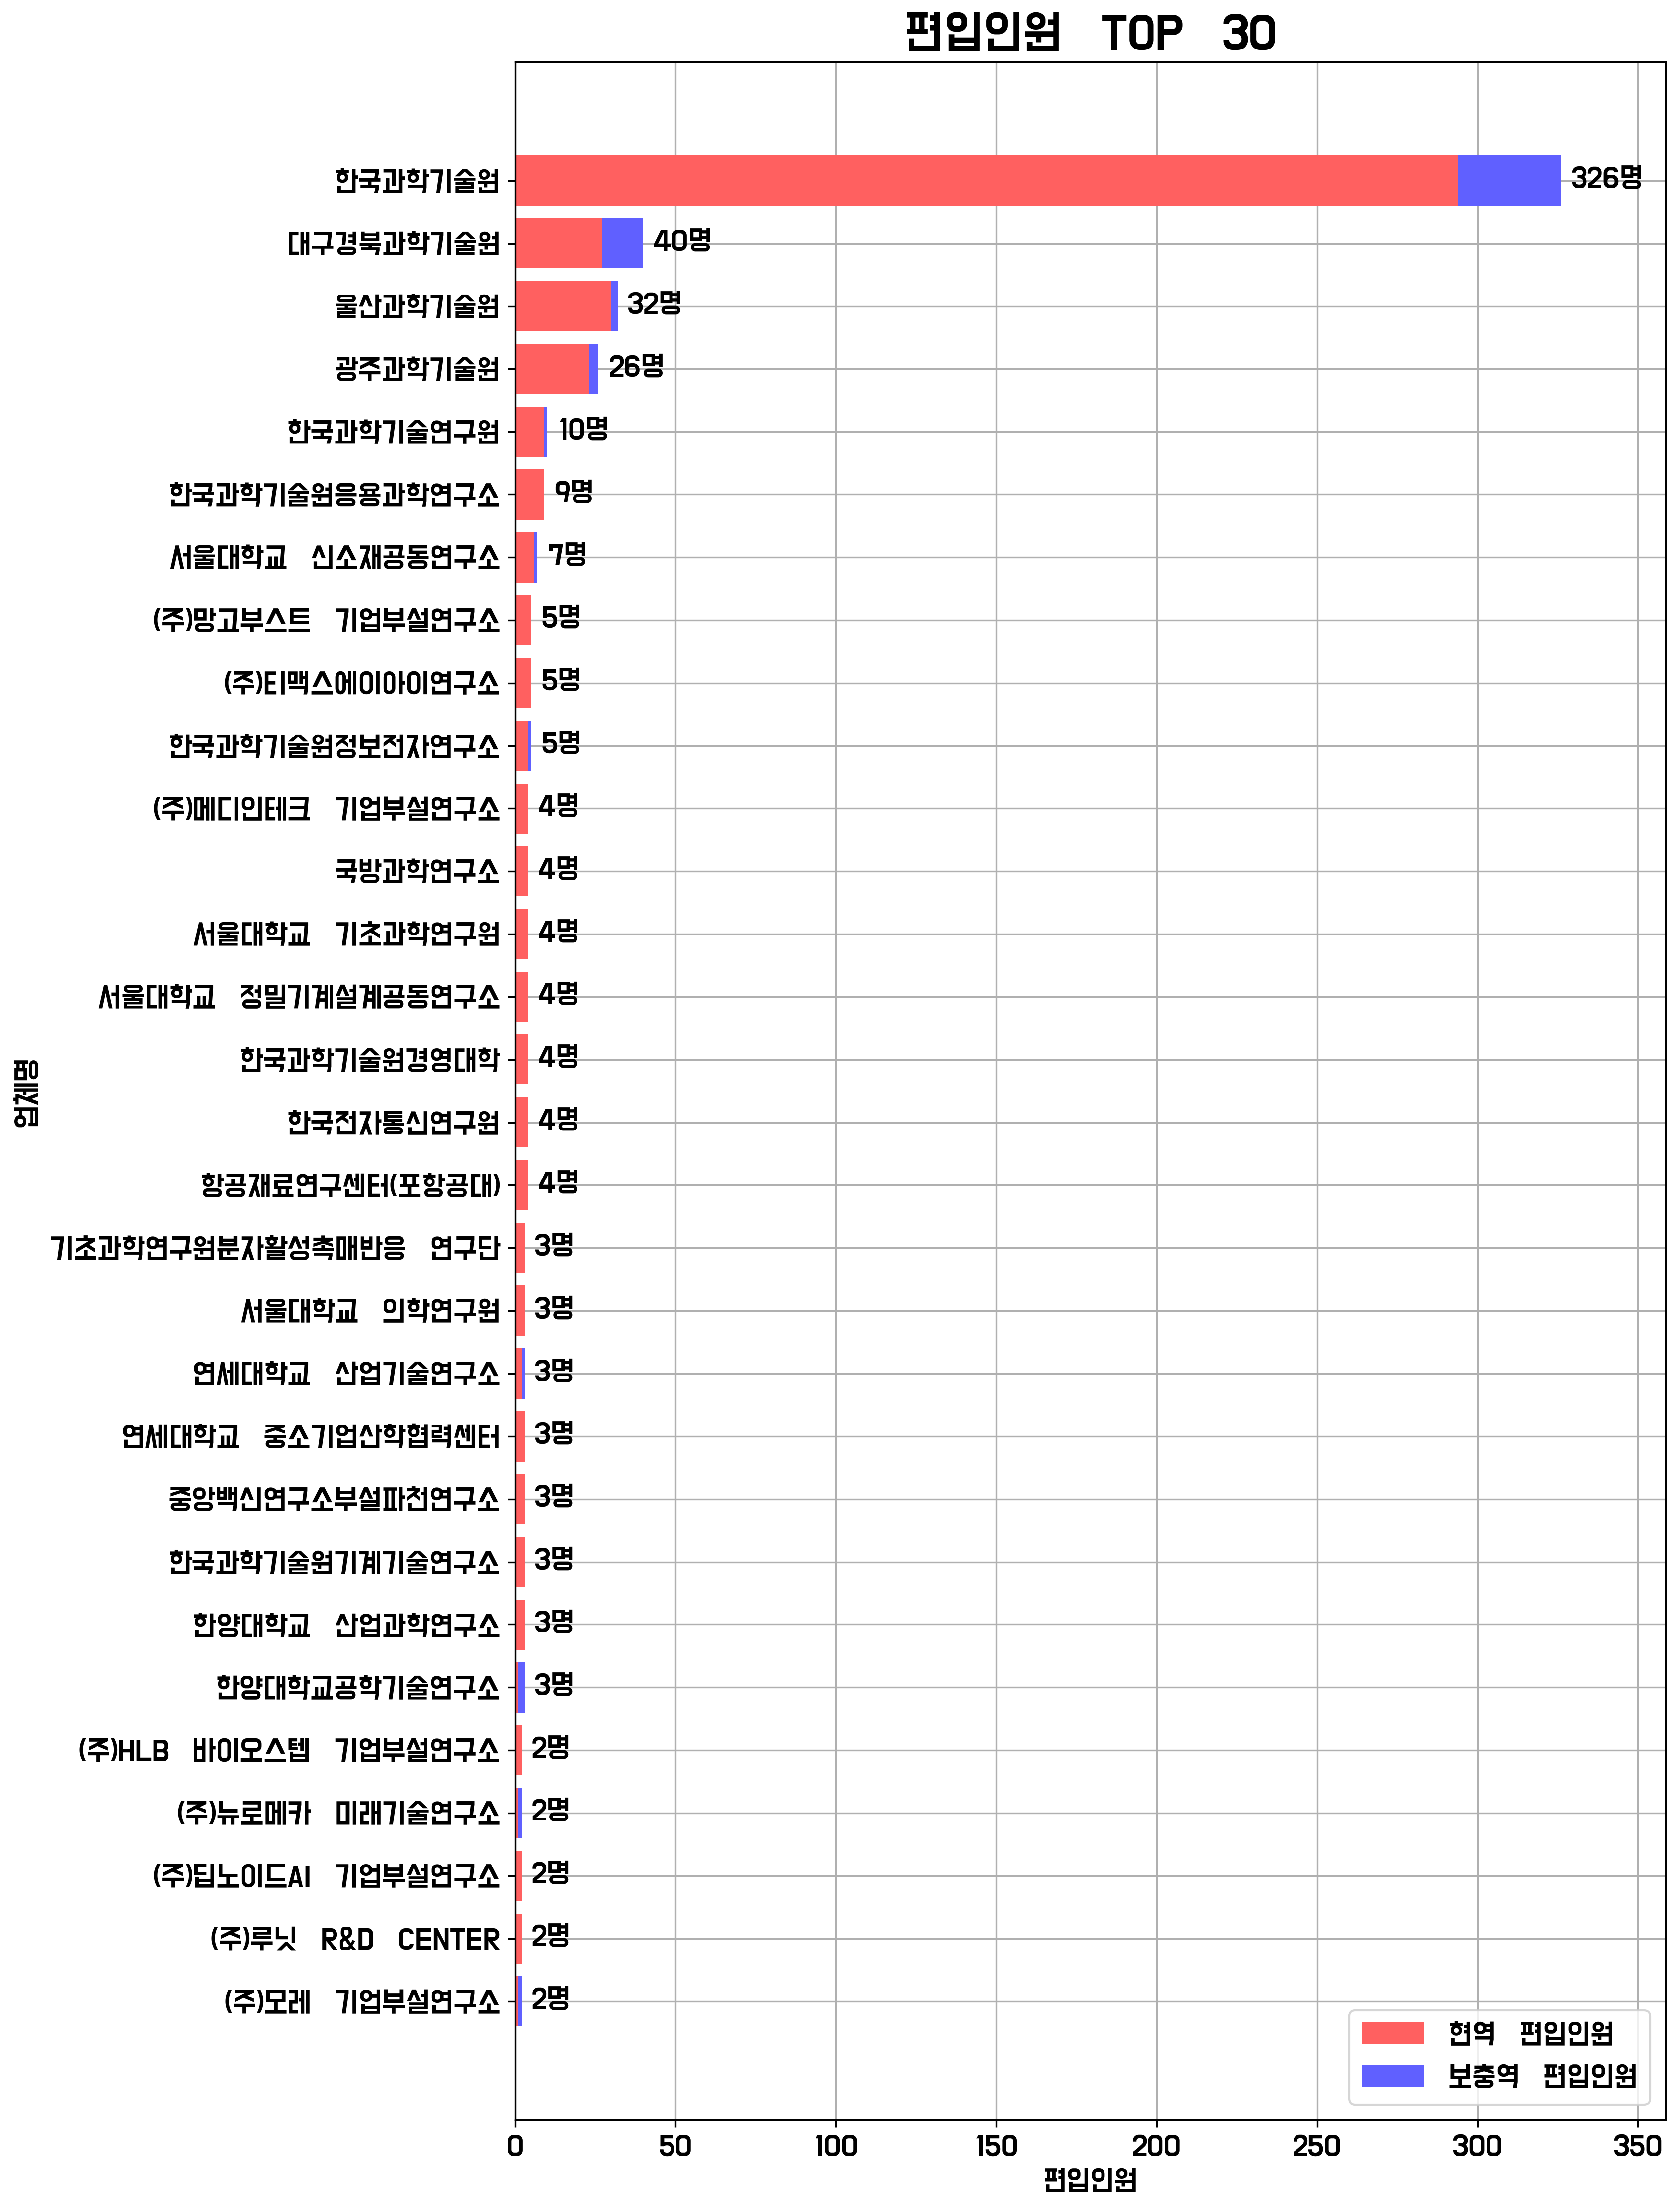 편입인원 TOP 30
한국과학기술원 326명
대구경북과학기술원 40명
울산과학기술원 32명
광주과학기술원 26명
한국과학기술연구원 10명
한국과학기술원응용과학연구소 9명
서울대학교 신소재공동연구소 7명
(주)망고부스트 기업부설연구소 5명
(주)티맥스에이아이연구소 5명
한국과학기술원정보전자연구소 5명
(주)메디인테크 기업부설연구소 4명
국방과학연구소 4명
서울대학교 기초과학연구원 4명
서울대학교 정밀기계설계공동연구소 4명
한국과학기술원경영대학 4명
한국전자통신연구원 4명
항공재료연구센터(포항공대) 4명
기초과학연구원분자활성촉매반응 연구단 3명
서울대학교 의학연구원 3명
연세대학교 산업기술연구소 3명
연세대학교 중소기업산학협력센터 3명
중앙백신연구소부설파천연구소 3명
한국과학기술원기계기술연구소 3명
한양대학교 산업과학연구소 3명
한양대학교공학기술연구소 3명
(주)HLB 바이오스텝 기업부설연구소 2명
(주)뉴로메카 미래기술연구소 2명
(주)딥노이드AI 기업부설연구소 2명
(주)루닛 R&D CENTER 2명
(주)모레 기업부설연구소 2명
업체명
현역 편입인원
보충역 편입인원
0 50 100 150 200 250 300 350
편입인원